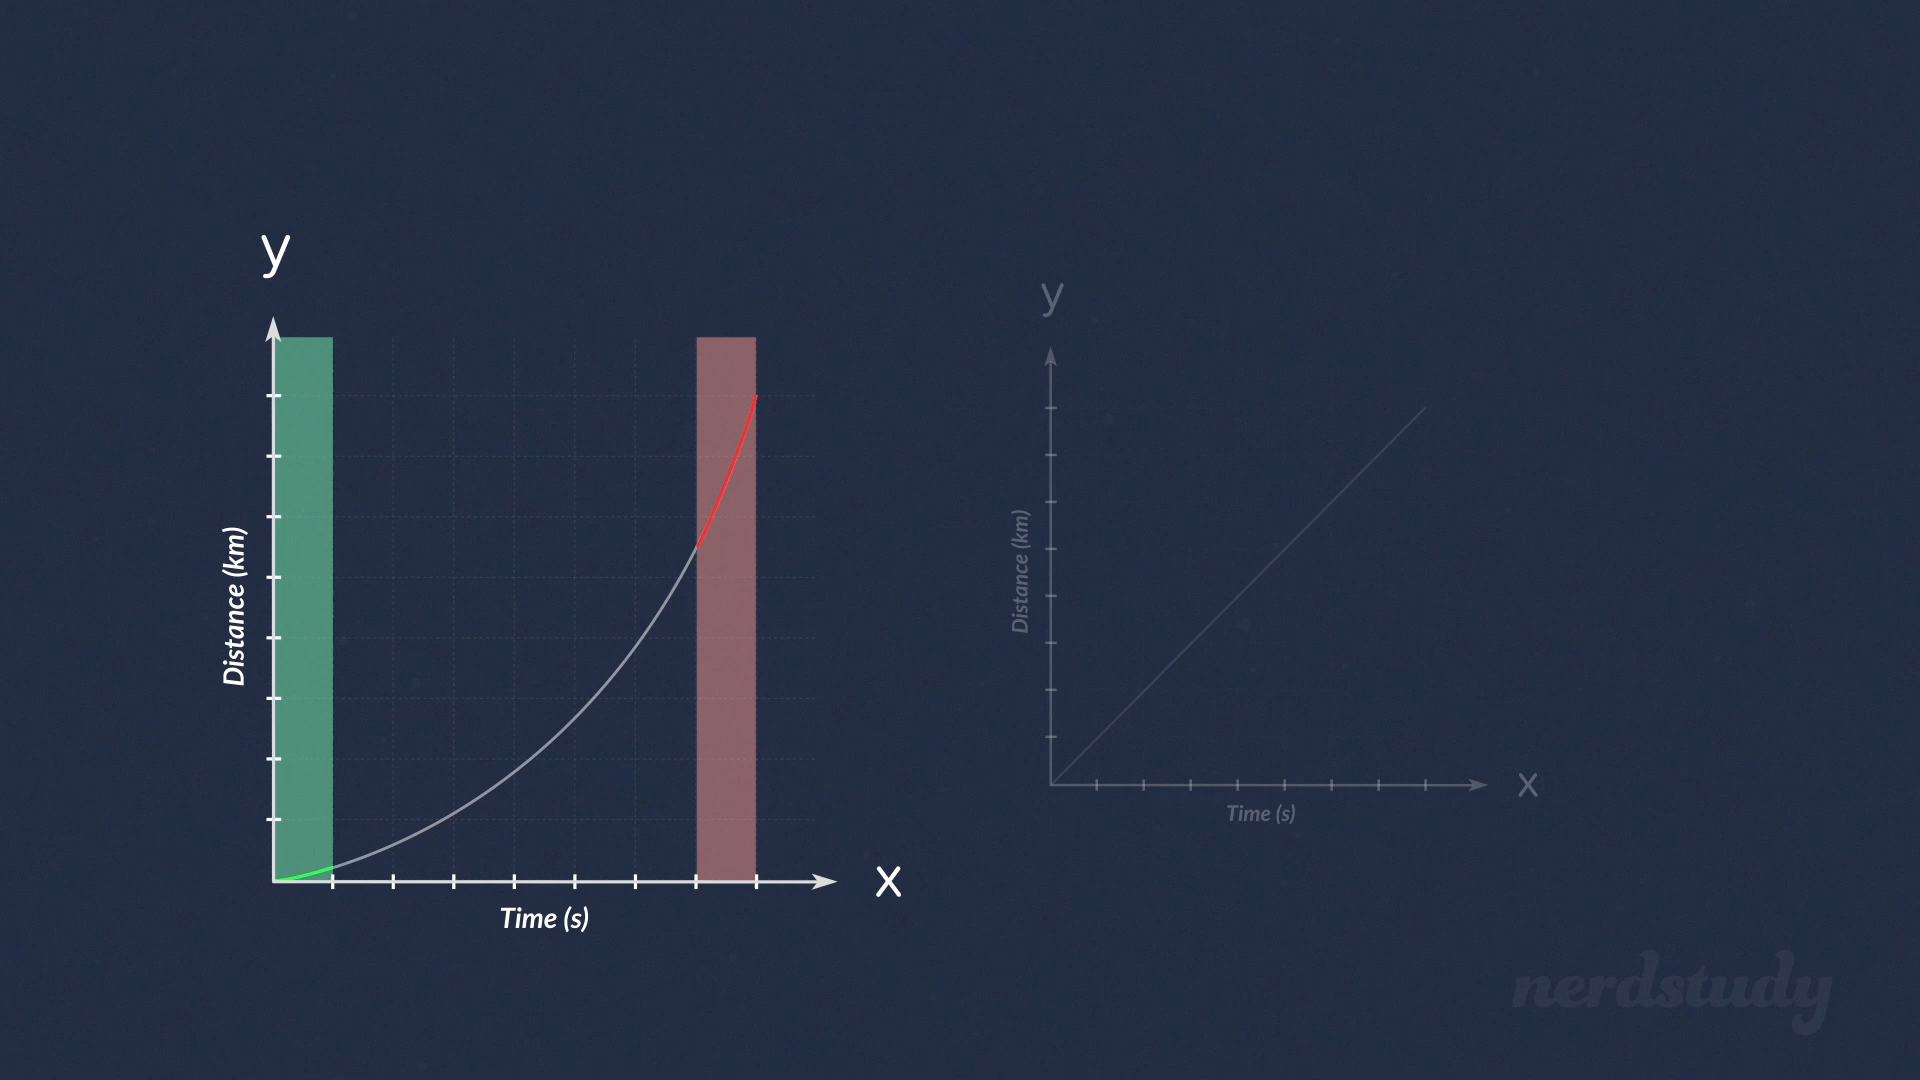 y
Distance (km)
Time (s)
x
y
Distance (km)
Time (s)
x
nerdstudy